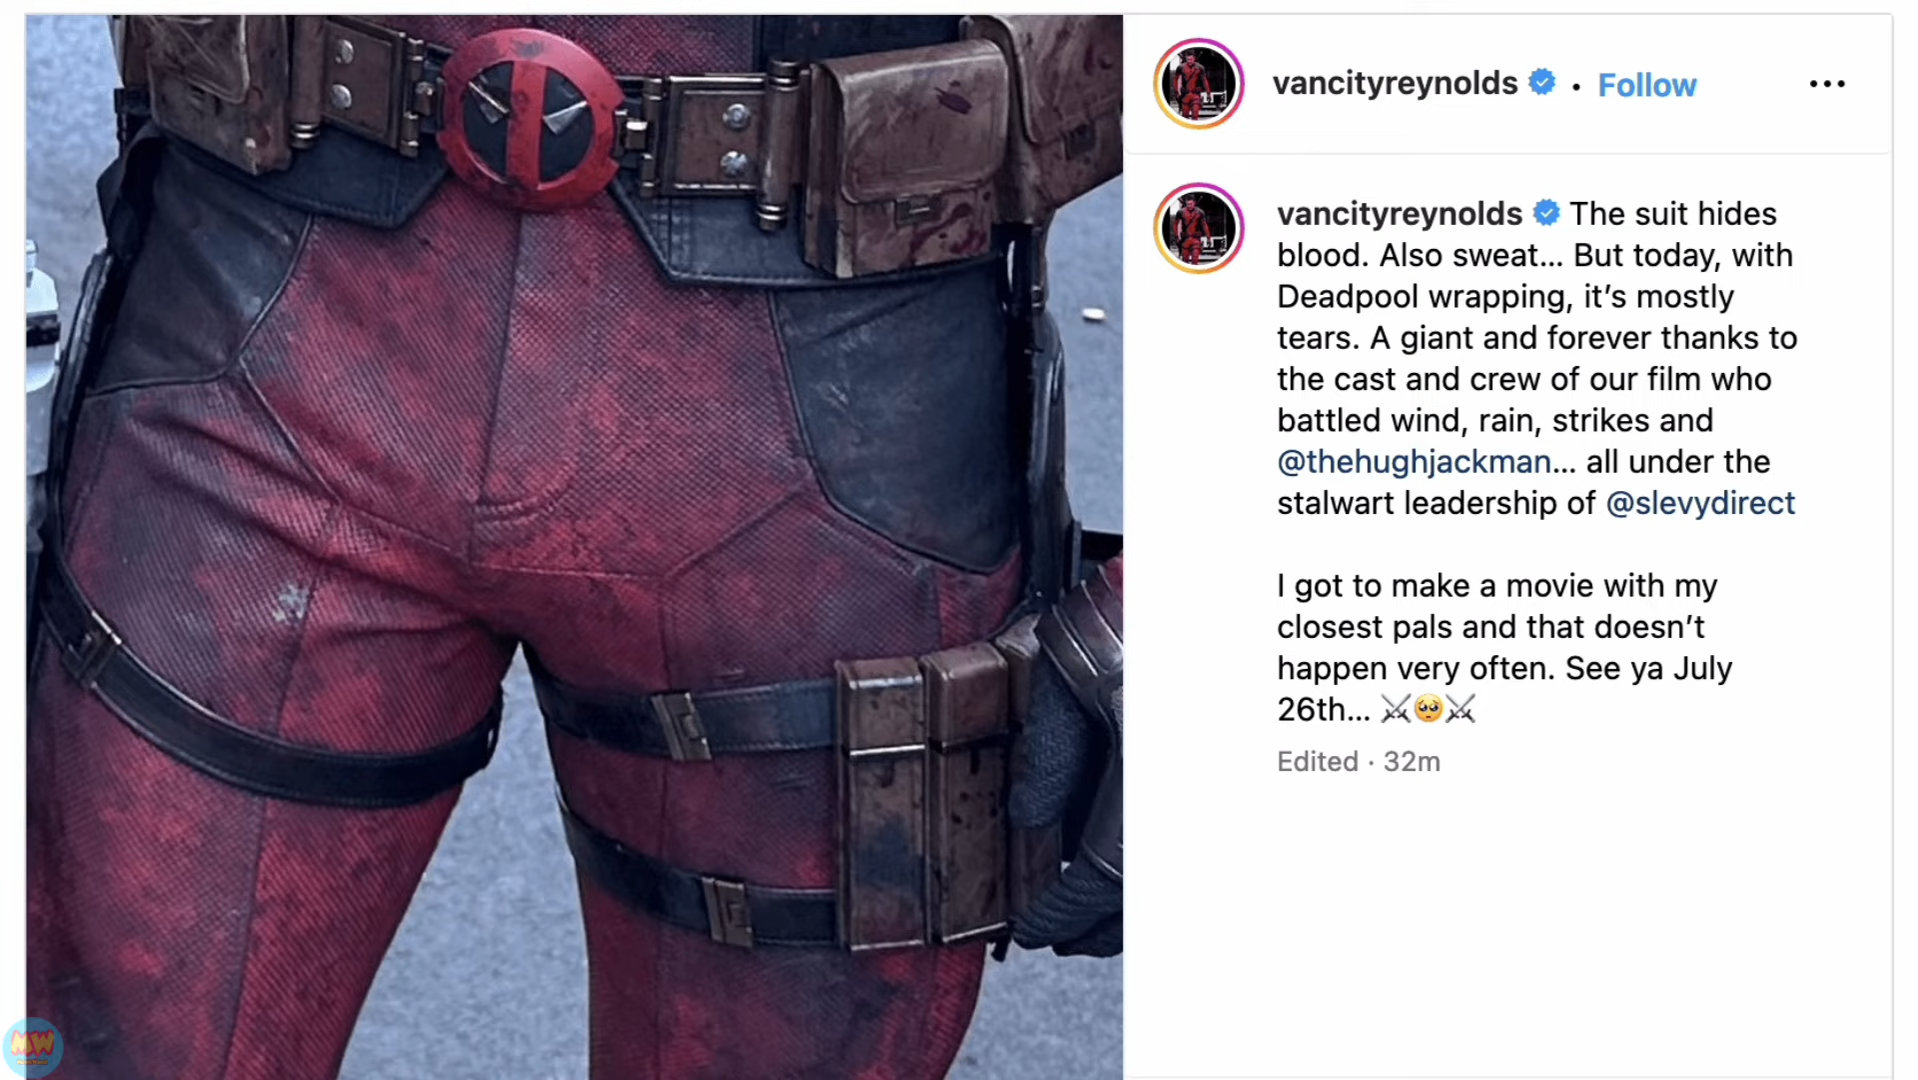 vancityreynolds • Follow
vancityreynolds The suit hides
blood. Also sweat... But today, with
Deadpool wrapping, it’s mostly
tears. A giant and forever thanks to
the cast and crew of our film who
battled wind, rain, strikes and
@thehughjackman... all under the
stalwart leadership of @slevydirect
I got to make a movie with my
closest pals and that doesn’t
happen very often. See ya July
26th... ⚔️🥹⚔️
Edited · 32m
MW